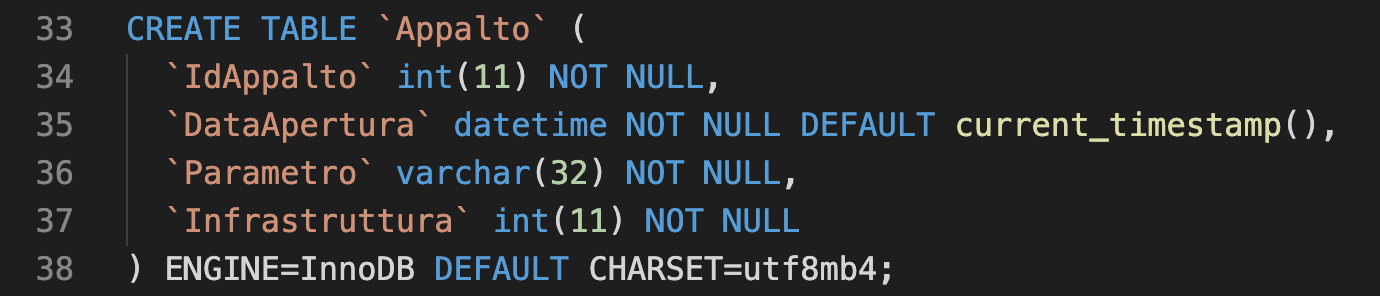 33 CREATE TABLE `Appalto` (
34 `IdAppalto` int(11) NOT NULL,
35 `DataApertura` datetime NOT NULL DEFAULT current_timestamp(),
36 `Parametro` varchar(32) NOT NULL,
37 `Infrastruttura` int(11) NOT NULL
38 ) ENGINE=InnoDB DEFAULT CHARSET=utf8mb4;